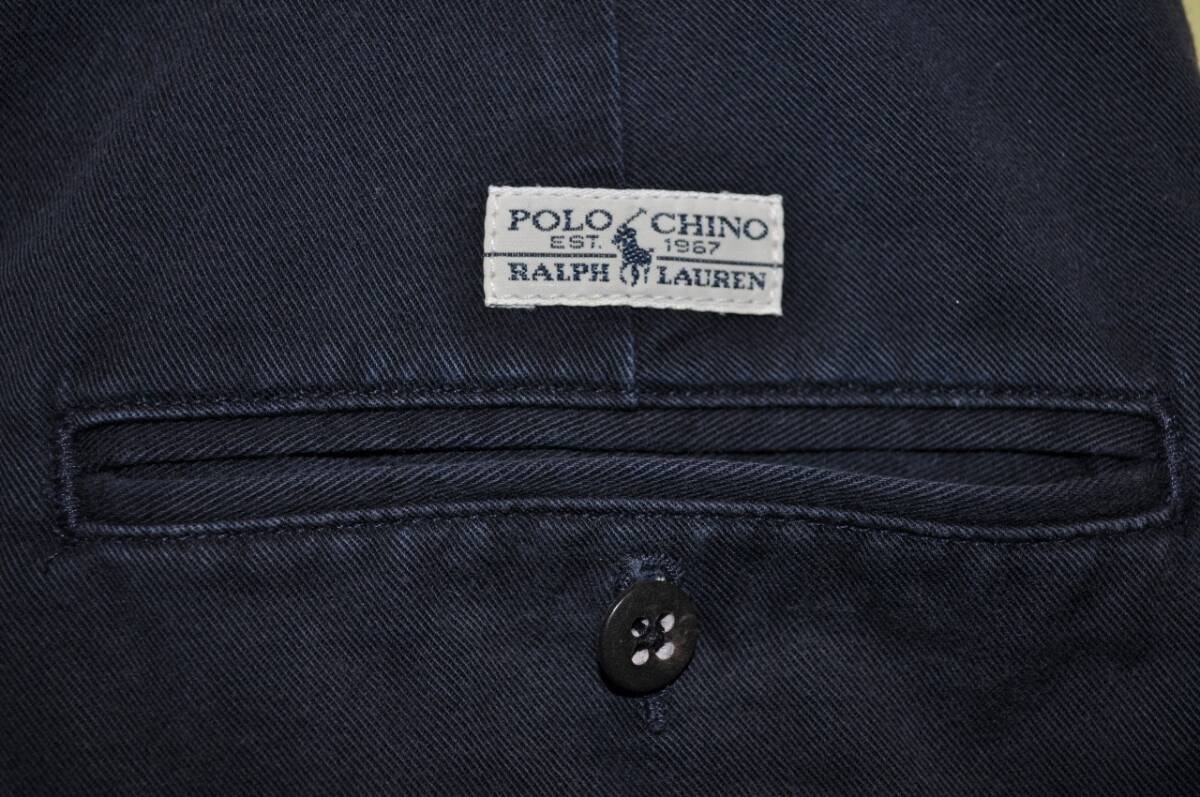 POLO CHINO
EST. 1967
RALPH LAUREN